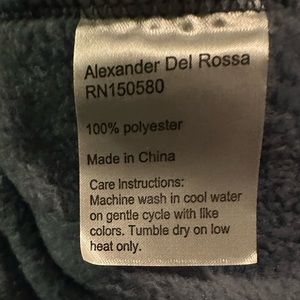 Alexander Del Rossa
RN150580
100% polyester
Made in China
Care Instructions:
Machine wash in cool water
on gentle cycle with like
colors. Tumble dry on low
heat only.